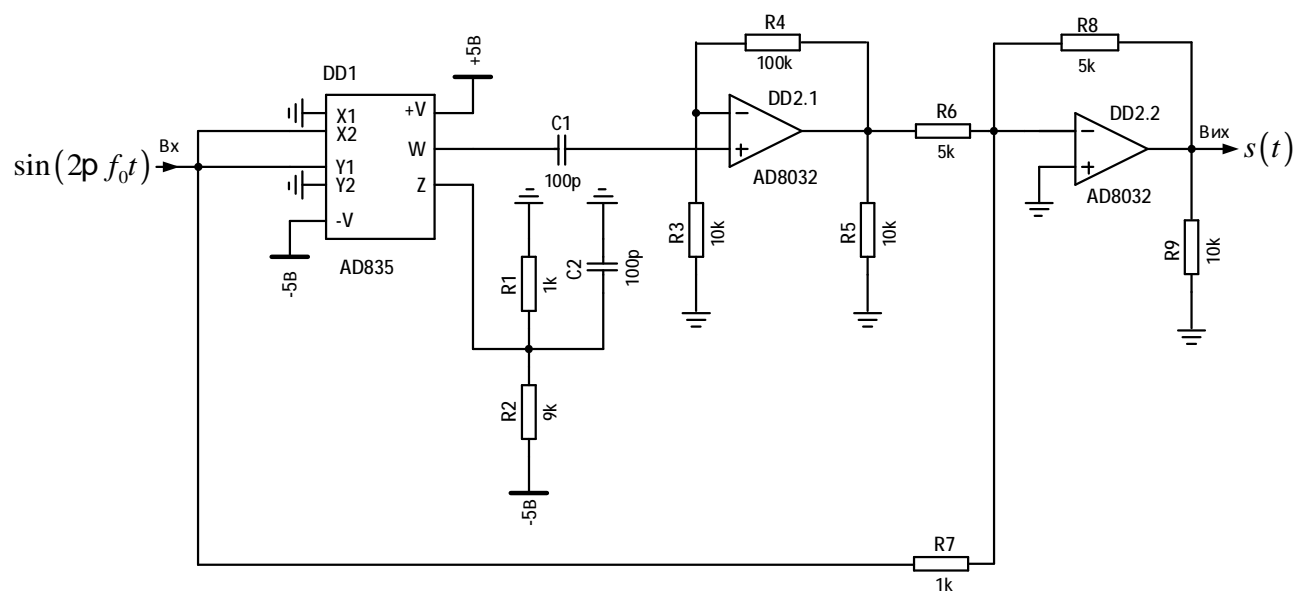 R4
100k
R8
5k
+5В
DD1
DD2.1
R6
5k
DD2.2
X1
X2
Y1
Y2
-V
+V
W
Z
Вх
sin(2p f₀t)
C1
100p
AD8032
Вих
s(t)
AD8032
-5В
AD835
R1
1k
C2
100p
R3
10k
R5
10k
R9
10k
R2
9k
-5В
R7
1k